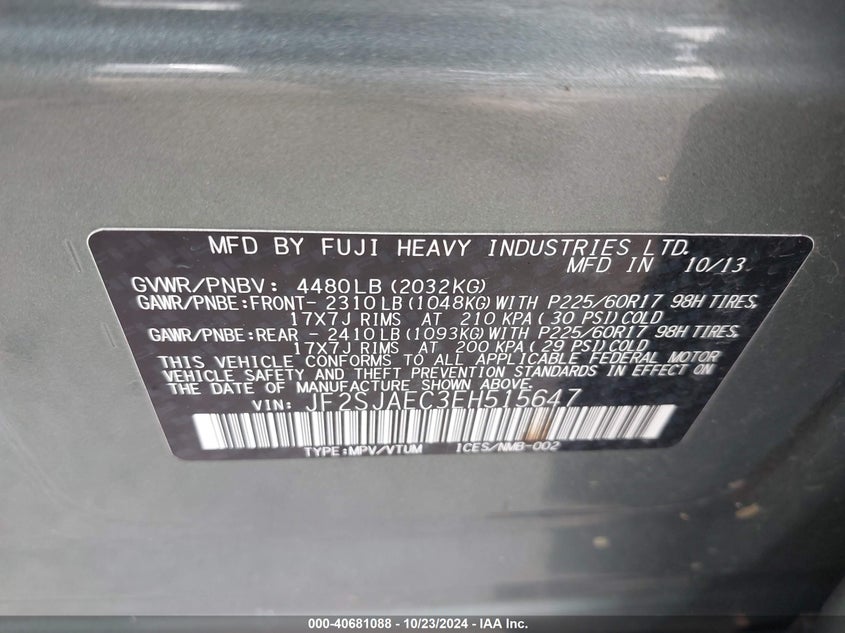 MFD BY FUJI HEAVY INDUSTRIES LTD.
MFD IN 10/13
GVWR/PNBV: 4480LB(2032KG)
GAWR/PNBE:FRONT- 2310LB(1048KG)WITH P225/60R17 98H TIRES,
17X7J RIMS AT 210 KPA(30 PSI)COLD
GAWR/PNBE:REAR - 2410LB(1093KG)WITH P225/60R17 98H TIRES,
17X7J RIMS AT 200 KPA(29 PSI)COLD
THIS VEHICLE CONFORMS TO ALL APPLICABLE FEDERAL MOTOR
VEHICLE SAFETY AND THEFT PREVENTION STANDARDS IN EFFECT ON
THE DATE OF MANUFACTURE SHOWN ABOVE.
VIN: JF2SJAEC3EH515647
TYPE:MPV/VTUM ICES/NMB-002
000-40681088 - 10/23/2024 - IAA Inc.